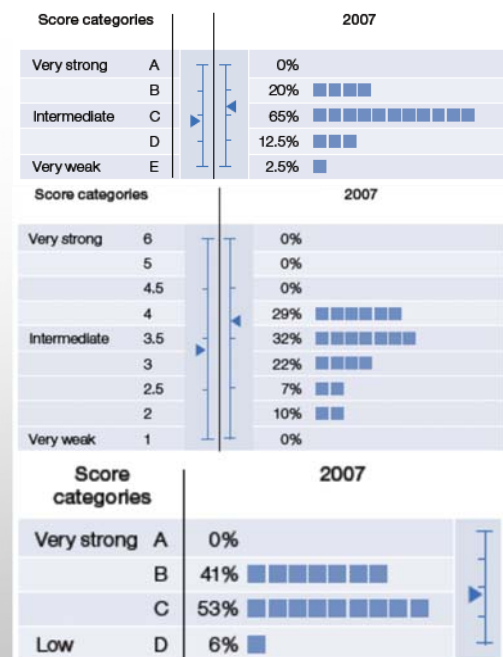 Score categories 2007
Very strong A 0%
B 20%
Intermediate C 65%
D 12.5%
Very weak E 2.5%
Score categories 2007
Very strong 6 0%
5 0%
4.5 0%
4 29%
Intermediate 3.5 32%
3 22%
2.5 7%
2 10%
Very weak 1 0%
Score 2007
categories
Very strong A 0%
B 41%
C 53%
Low D 6%